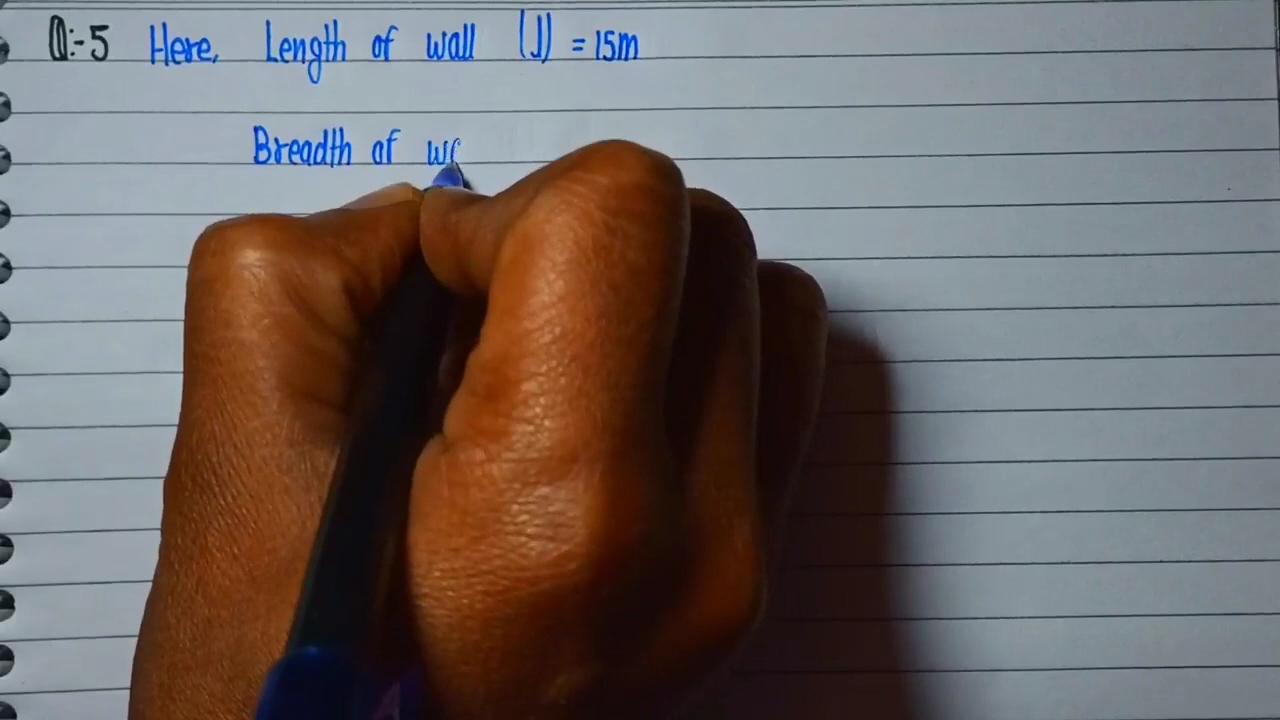 Q:-5 Here, Length of wall (l) = 15m
Breadth of